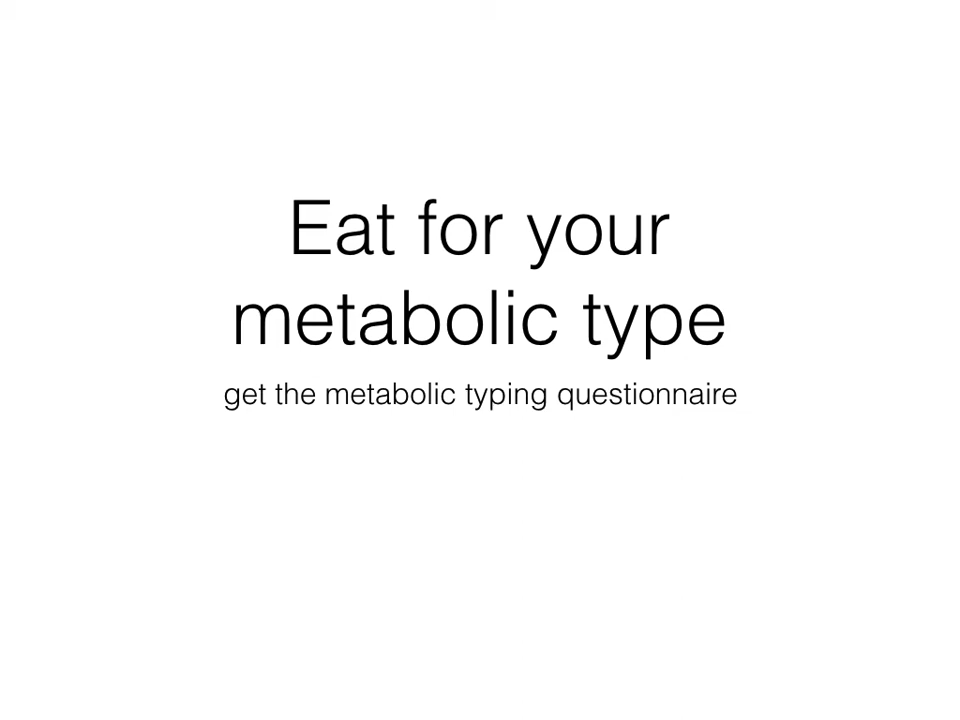 Eat for your
metabolic type
get the metabolic typing questionnaire